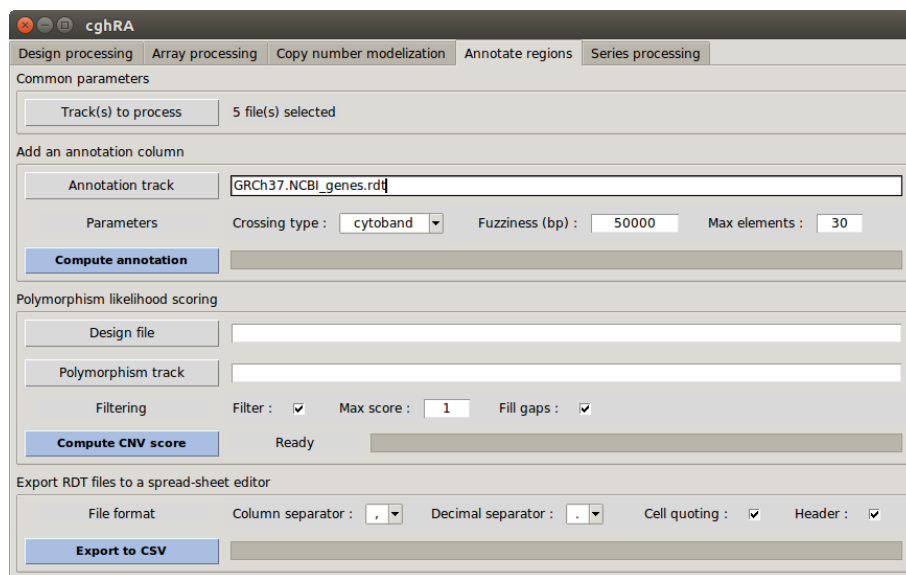 cghRA
Design processing Array processing Copy number modelization Annotate regions Series processing
Common parameters
Track(s) to process 5 file(s) selected
Add an annotation column
Annotation track GRCh37.NCBI_genes.rdt
Parameters Crossing type : cytoband Fuzziness (bp) : 50000 Max elements : 30
Compute annotation
Polymorphism likelihood scoring
Design file
Polymorphism track
Filtering Filter : Max score : 1 Fill gaps :
Compute CNV score Ready
Export RDT files to a spread-sheet editor
File format Column separator : , Decimal separator : . Cell quoting : Header :
Export to CSV